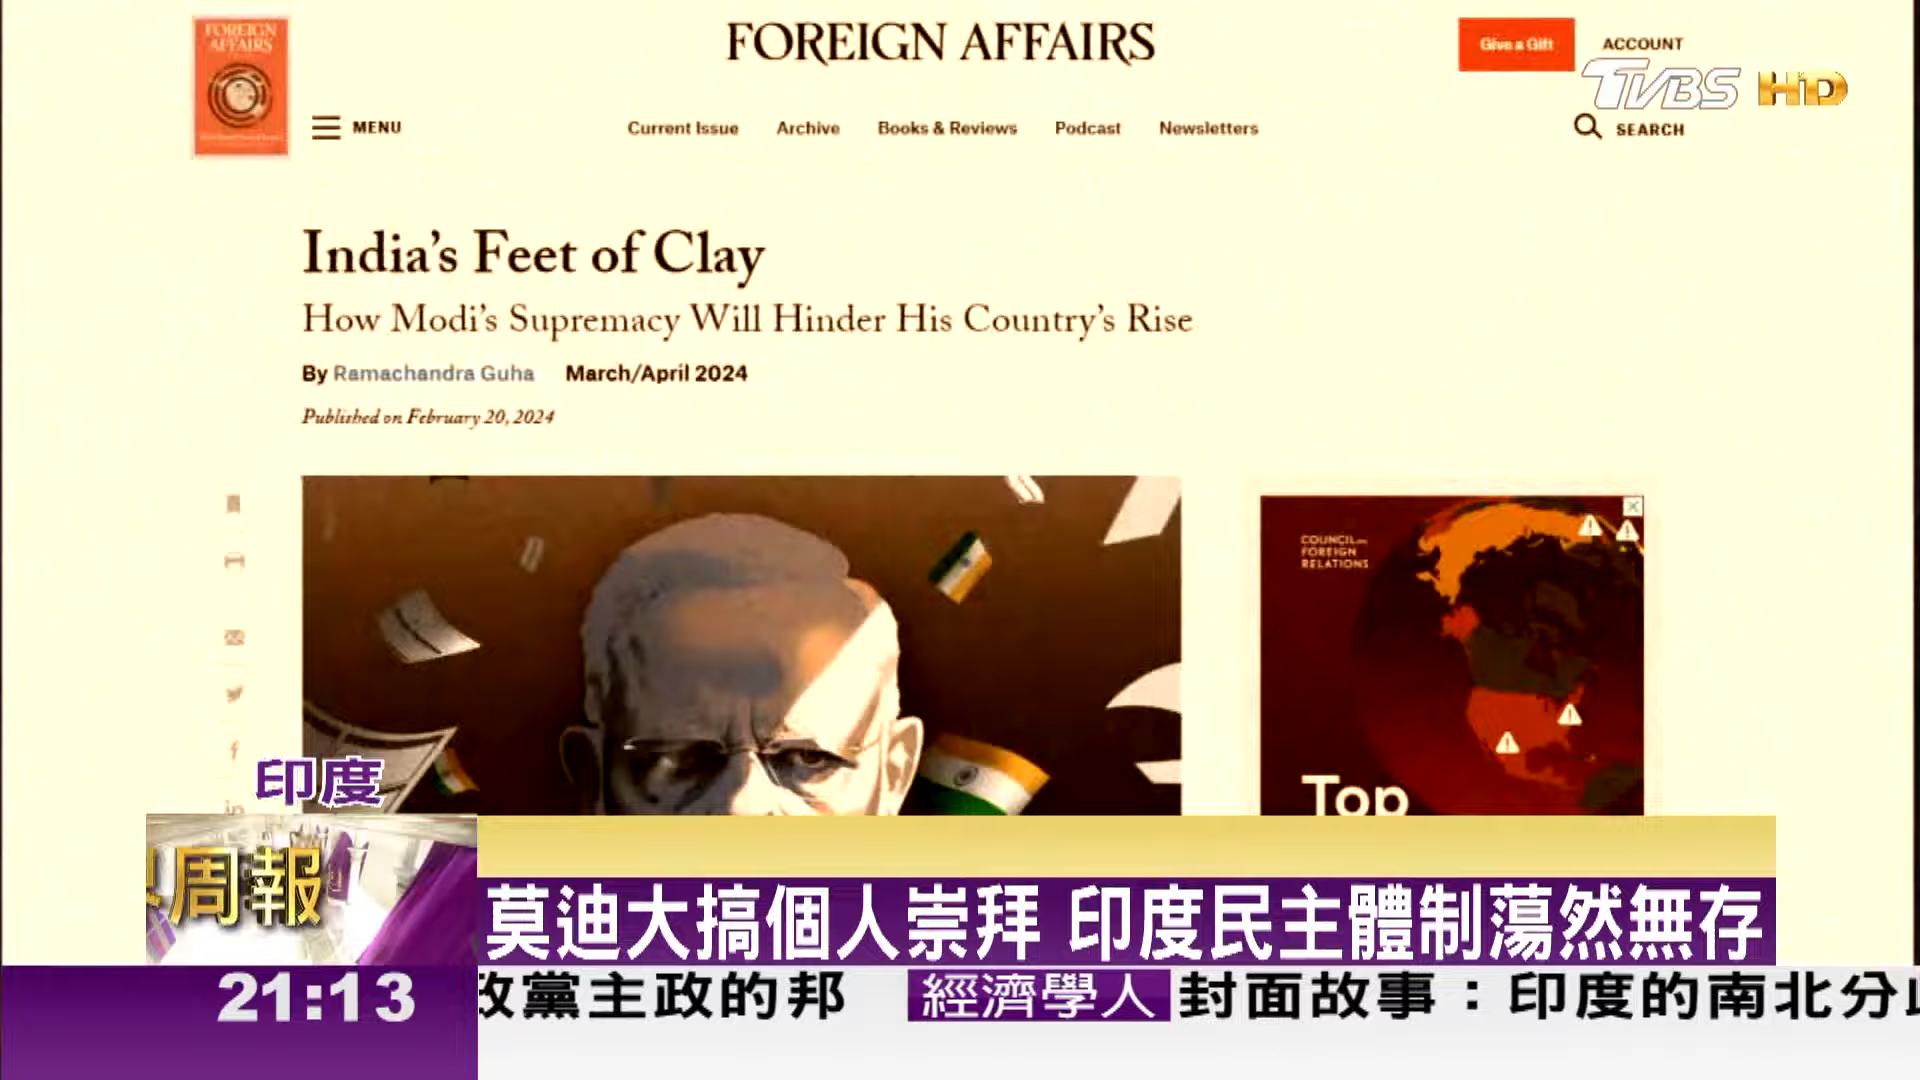 FOREIGN AFFAIRS
FOREIGN AFFAIRS
Give a Gift
ACCOUNT
TVBS HD
MENU
Current Issue
Archive
Books & Reviews
Podcast
Newsletters
SEARCH
India's Feet of Clay
How Modi's Supremacy Will Hinder His Country's Rise
By Ramachandra Guha March/April 2024
Published on February 20, 2024
COUNCIL on
FOREIGN
RELATIONS
Top
印度
周報
莫迪大搞個人崇拜 印度民主體制蕩然無存
21:13
政黨主政的邦 經濟學人 封面故事：印度的南北分